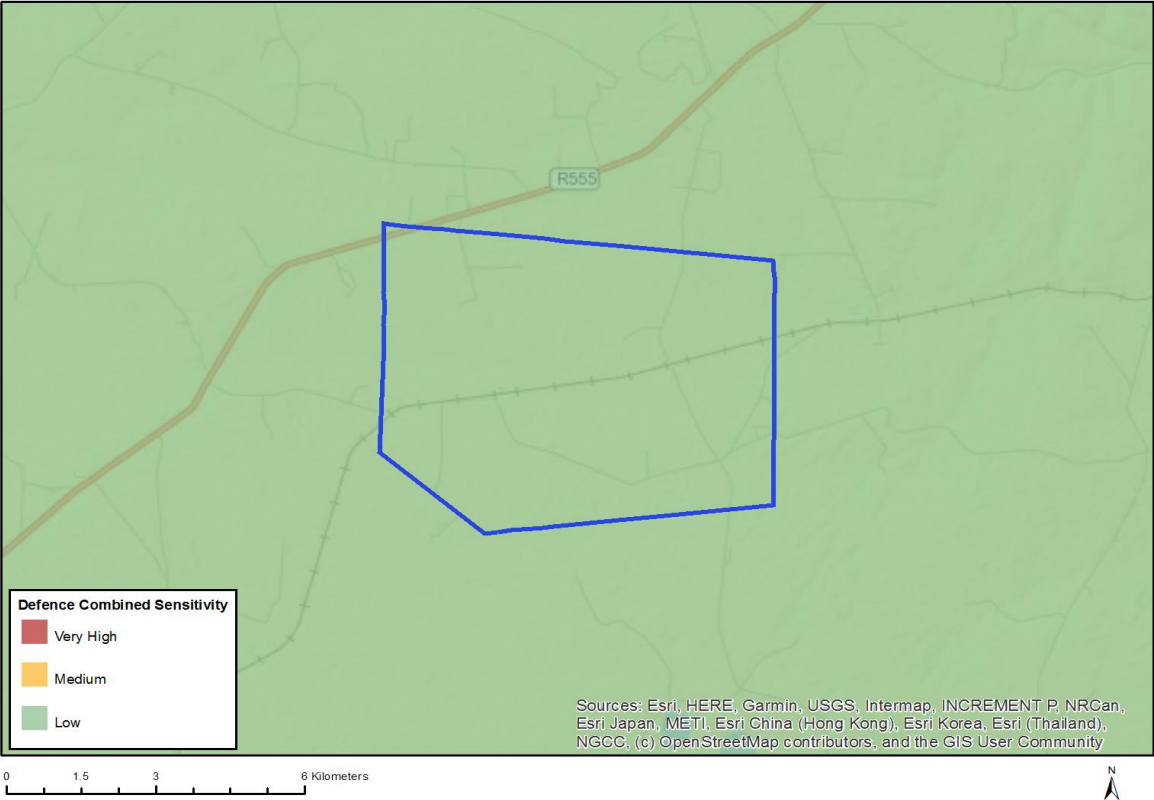 R555
Defence Combined Sensitivity
Very High
Medium
Low
Sources: Esri, HERE, Garmin, USGS, Intermap, INCREMENT P, NRCan,
Esri Japan, METI, Esri China (Hong Kong), Esri Korea, Esri (Thailand),
NGCC, (c) OpenStreetMap contributors, and the GIS User Community
0 1.5 3 6 Kilometers
N